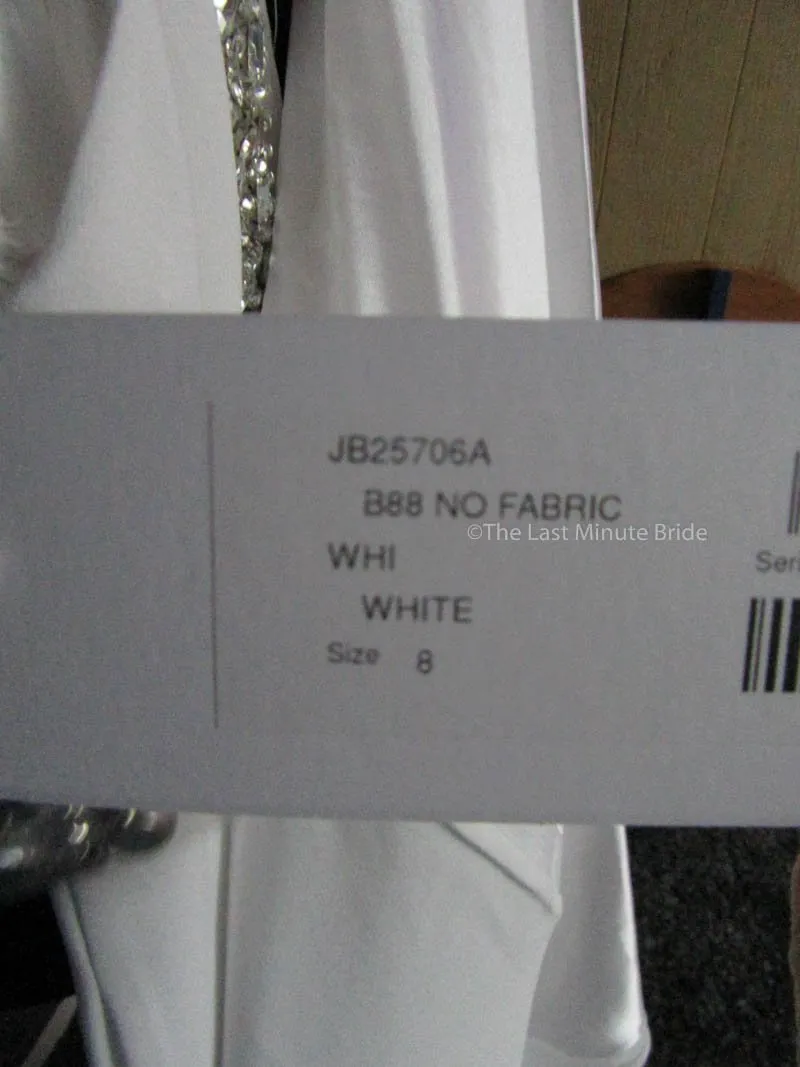 JB25706A
B88 NO FABRIC
©The Last Minute Bride
WHI
WHITE
Size 8